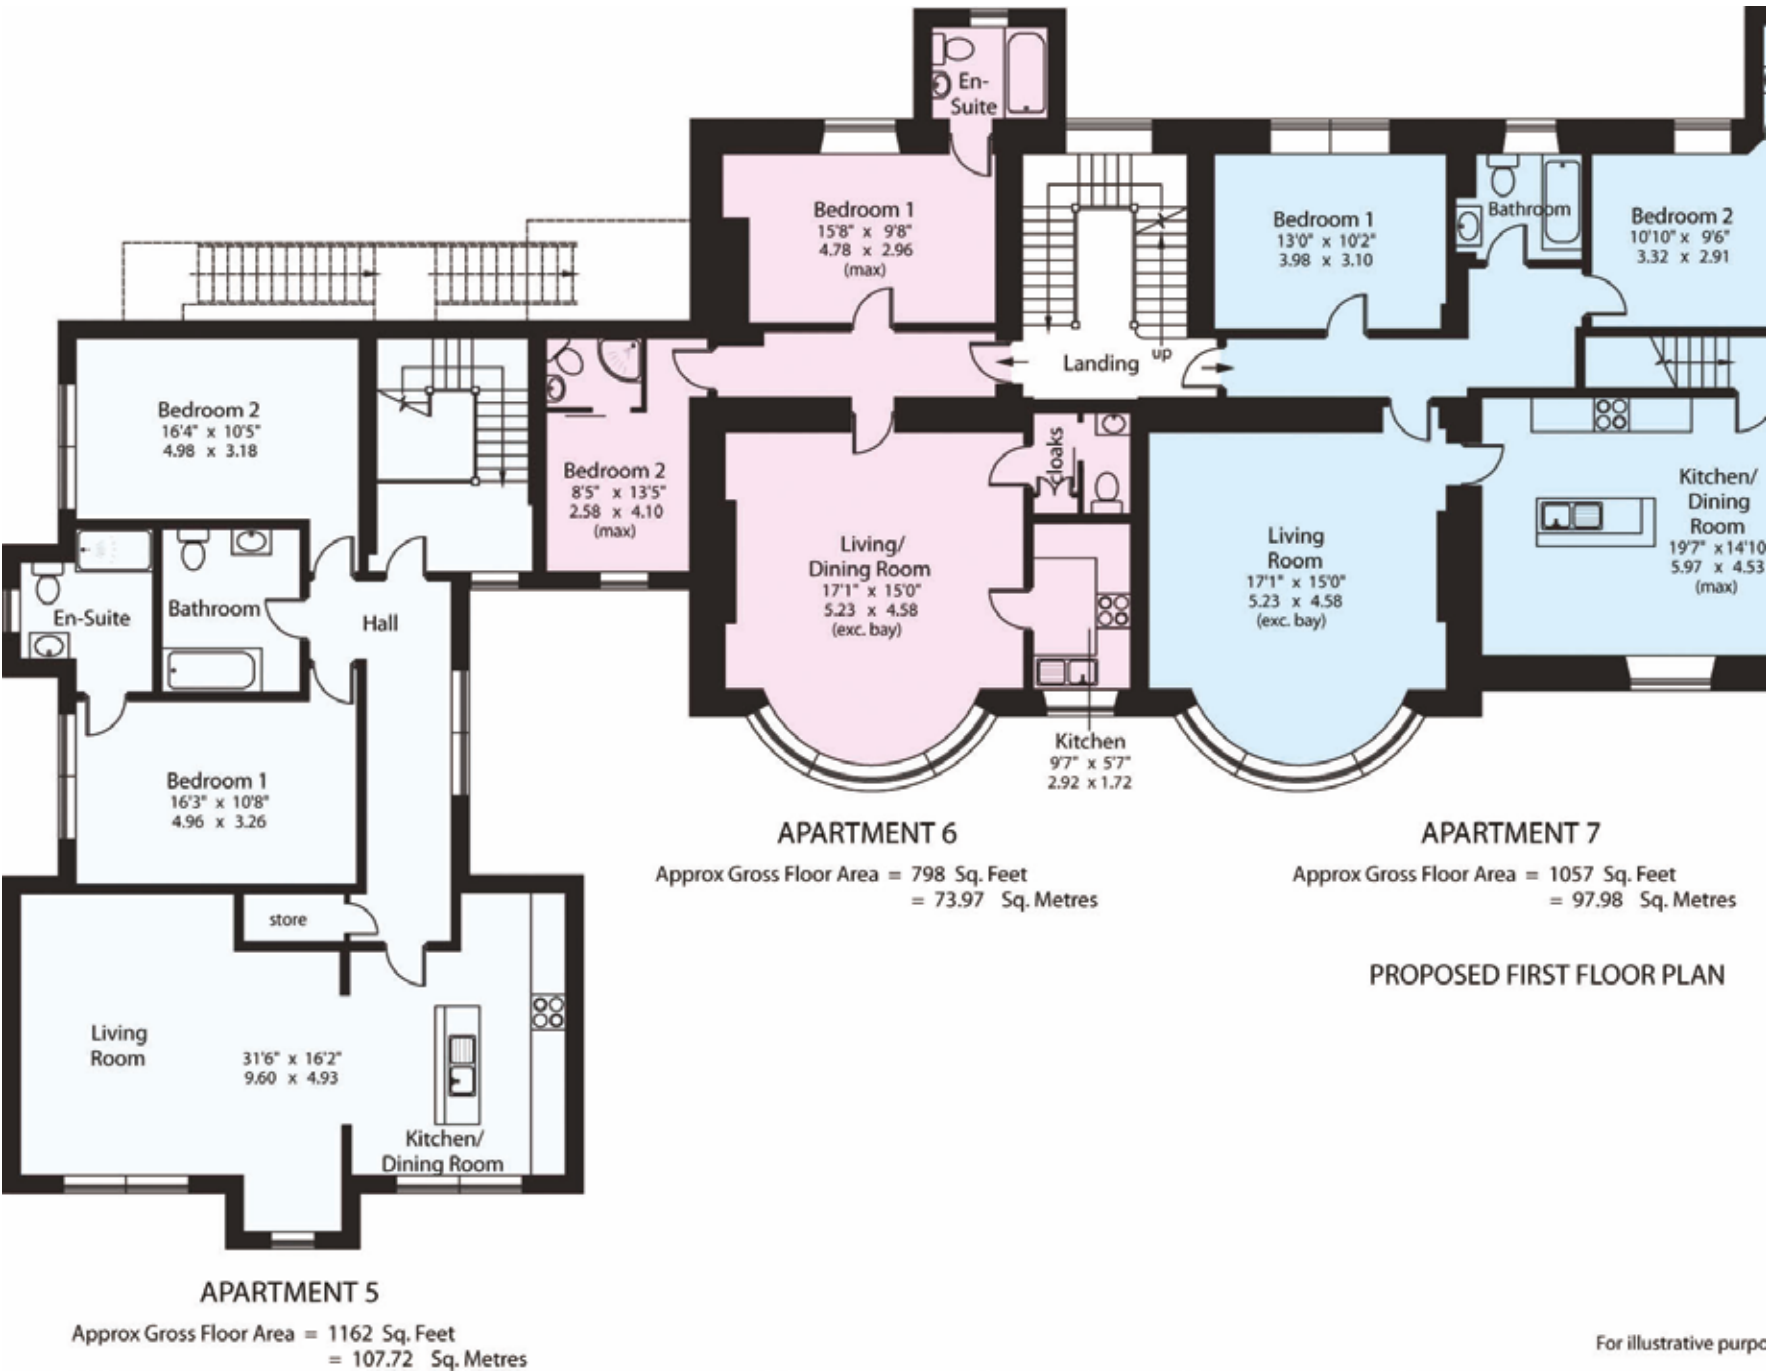 En-
Suite
Bedroom 1
15'8" x 9'8"
4.78 x 2.96
(max)
Bedroom 1
13'0" x 10'2"
3.98 x 3.10
Bathroom
Bedroom 2
10'10" x 9'6"
3.32 x 2.91
Landing
up
Bedroom 2
16'4" x 10'5"
4.98 x 3.18
Bedroom 2
8'5" x 13'5"
2.58 x 4.10
(max)
cloaks
Living/
Dining Room
17'1" x 15'0"
5.23 x 4.58
(exc. bay)
Living
Room
17'1" x 15'0"
5.23 x 4.58
(exc. bay)
Kitchen/
Dining
Room
19'7" x 14'10
5.97 x 4.53
(max)
En-Suite
Bathroom
Hall
Kitchen
9'7" x 5'7"
2.92 x 1.72
Bedroom 1
16'3" x 10'8"
4.96 x 3.26
APARTMENT 6
Approx Gross Floor Area = 798 Sq. Feet
= 73.97 Sq. Metres
APARTMENT 7
Approx Gross Floor Area = 1057 Sq. Feet
= 97.98 Sq. Metres
PROPOSED FIRST FLOOR PLAN
store
Living
Room
31'6" x 16'2"
9.60 x 4.93
Kitchen/
Dining Room
APARTMENT 5
Approx Gross Floor Area = 1162 Sq. Feet
= 107.72 Sq. Metres
For illustrative purpo